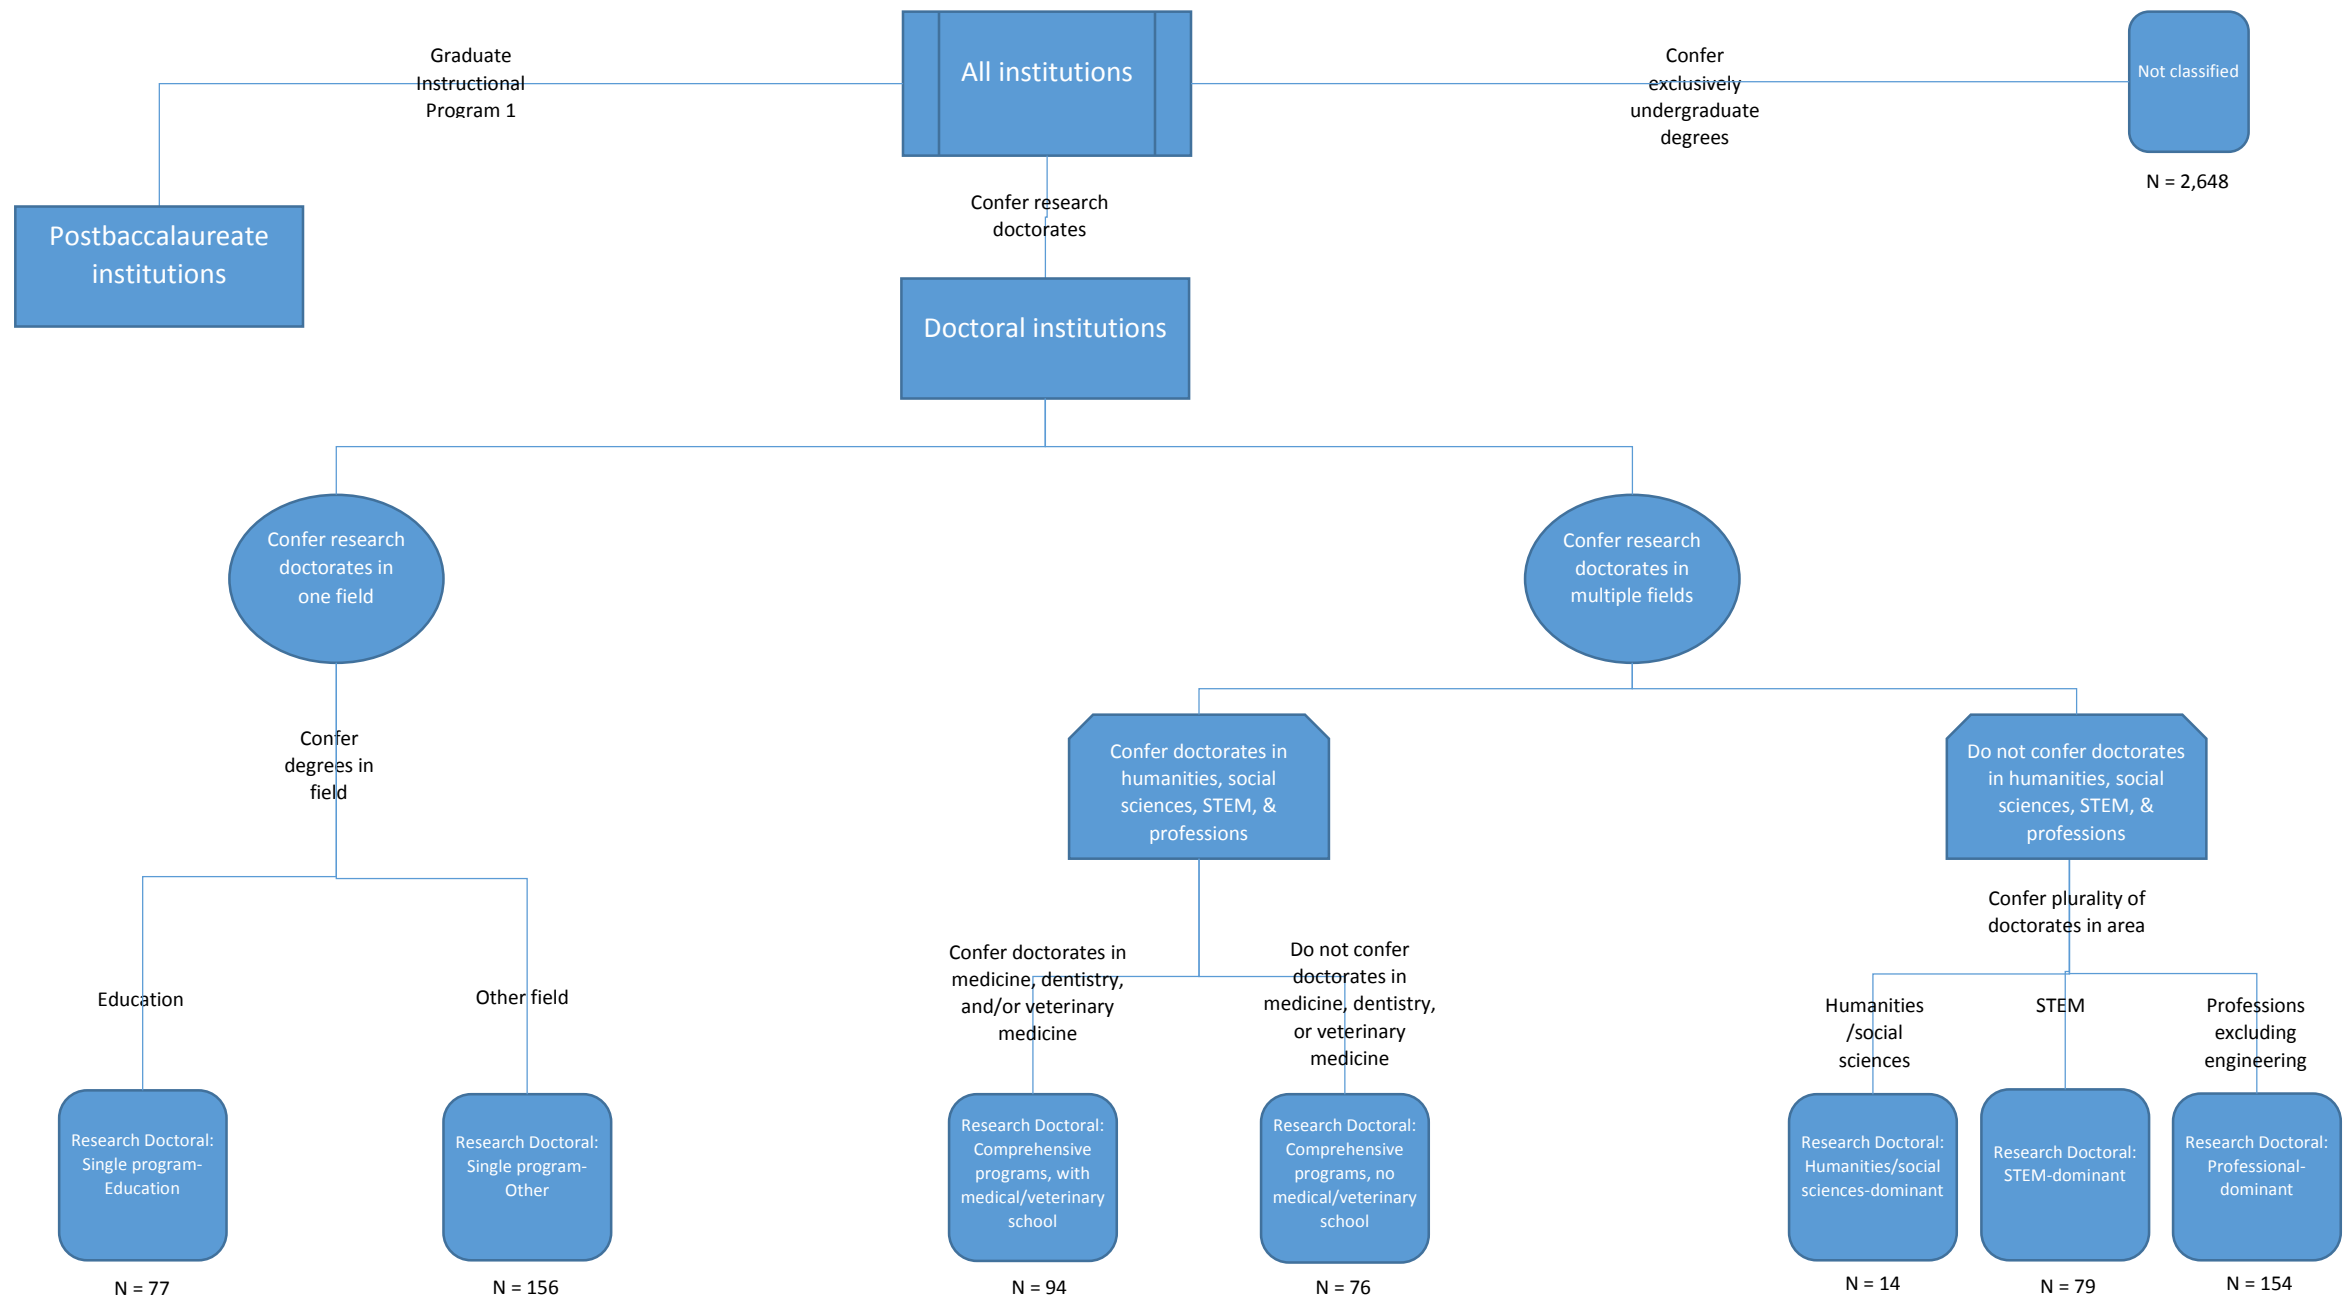 Graduate
Instructional
Program 1
All institutions
Confer
exclusively
undergraduate
degrees
Not classified
N = 2,648
Confer research
doctorates
Postbaccalaureate
institutions
Doctoral institutions
Confer research
doctorates in
one field
Confer research
doctorates in
multiple fields
Confer
degrees in
field
Confer doctorates in
humanities, social
sciences, STEM, &
professions
Do not confer doctorates
in humanities, social
sciences, STEM, &
professions
Confer plurality of
doctorates in area
Education
Other field
Confer doctorates in
medicine, dentistry,
and/or veterinary
medicine
Do not confer
doctorates in
medicine, dentistry,
or veterinary
medicine
Humanities
/social
sciences
STEM
Professions
excluding
engineering
Research Doctoral:
Single program-
Education
Research Doctoral:
Single program-
Other
Research Doctoral:
Comprehensive
programs, with
medical/veterinary
school
Research Doctoral:
Comprehensive
programs, no
medical/veterinary
school
Research Doctoral:
Humanities/social
sciences-dominant
Research Doctoral:
STEM-dominant
Research Doctoral:
Professional-
dominant
N = 77
N = 156
N = 94
N = 76
N = 14
N = 79
N = 154